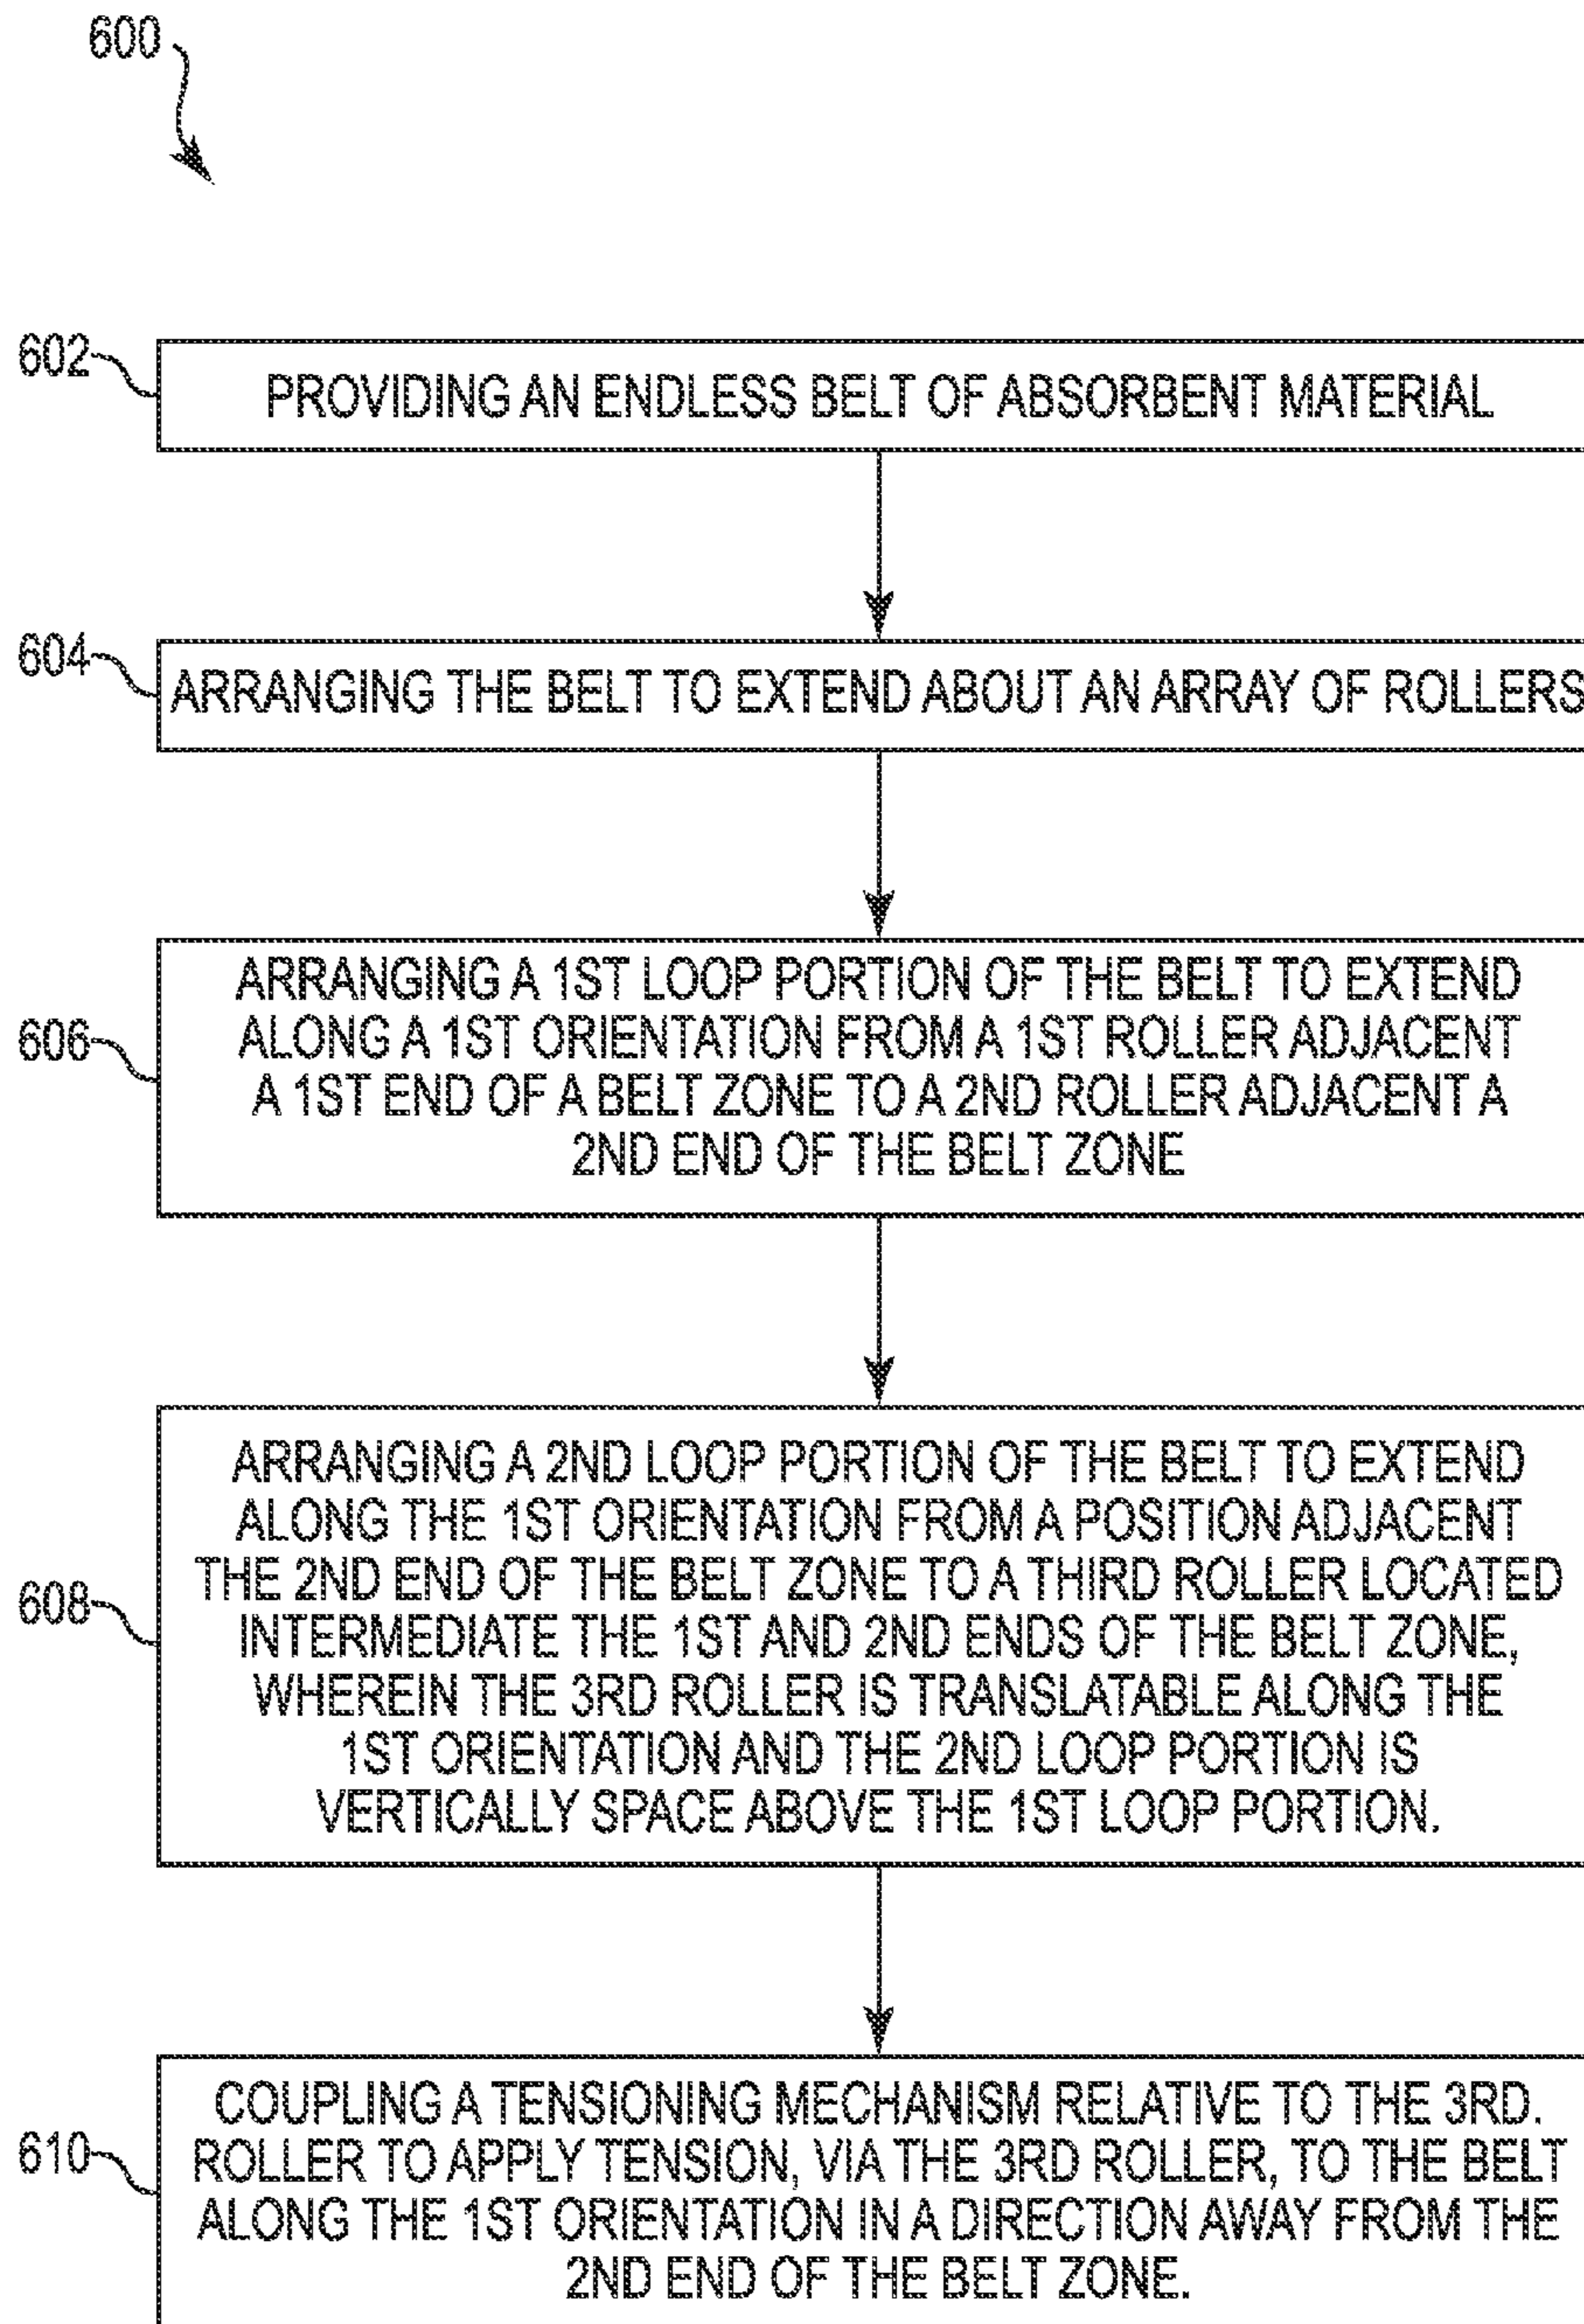 600
602
PROVIDING AN ENDLESS BELT OF ABSORBENT MATERIAL
604
ARRANGING THE BELT TO EXTEND ABOUT AN ARRAY OF ROLLERS
606
ARRANGING A 1ST LOOP PORTION OF THE BELT TO EXTEND
ALONG A 1ST ORIENTATION FROM A 1ST ROLLER ADJACENT
A 1ST END OF A BELT ZONE TO A 2ND ROLLER ADJACENT A
2ND END OF THE BELT ZONE
608
ARRANGING A 2ND LOOP PORTION OF THE BELT TO EXTEND
ALONG THE 1ST ORIENTATION FROM A POSITION ADJACENT
THE 2ND END OF THE BELT ZONE TO A THIRD ROLLER LOCATED
INTERMEDIATE THE 1ST AND 2ND ENDS OF THE BELT ZONE,
WHEREIN THE 3RD ROLLER IS TRANSLATABLE ALONG THE
1ST ORIENTATION AND THE 2ND LOOP PORTION IS
VERTICALLY SPACE ABOVE THE 1ST LOOP PORTION.
610
COUPLING A TENSIONING MECHANISM RELATIVE TO THE 3RD.
ROLLER TO APPLY TENSION, VIA THE 3RD ROLLER, TO THE BELT
ALONG THE 1ST ORIENTATION IN A DIRECTION AWAY FROM THE
2ND END OF THE BELT ZONE.